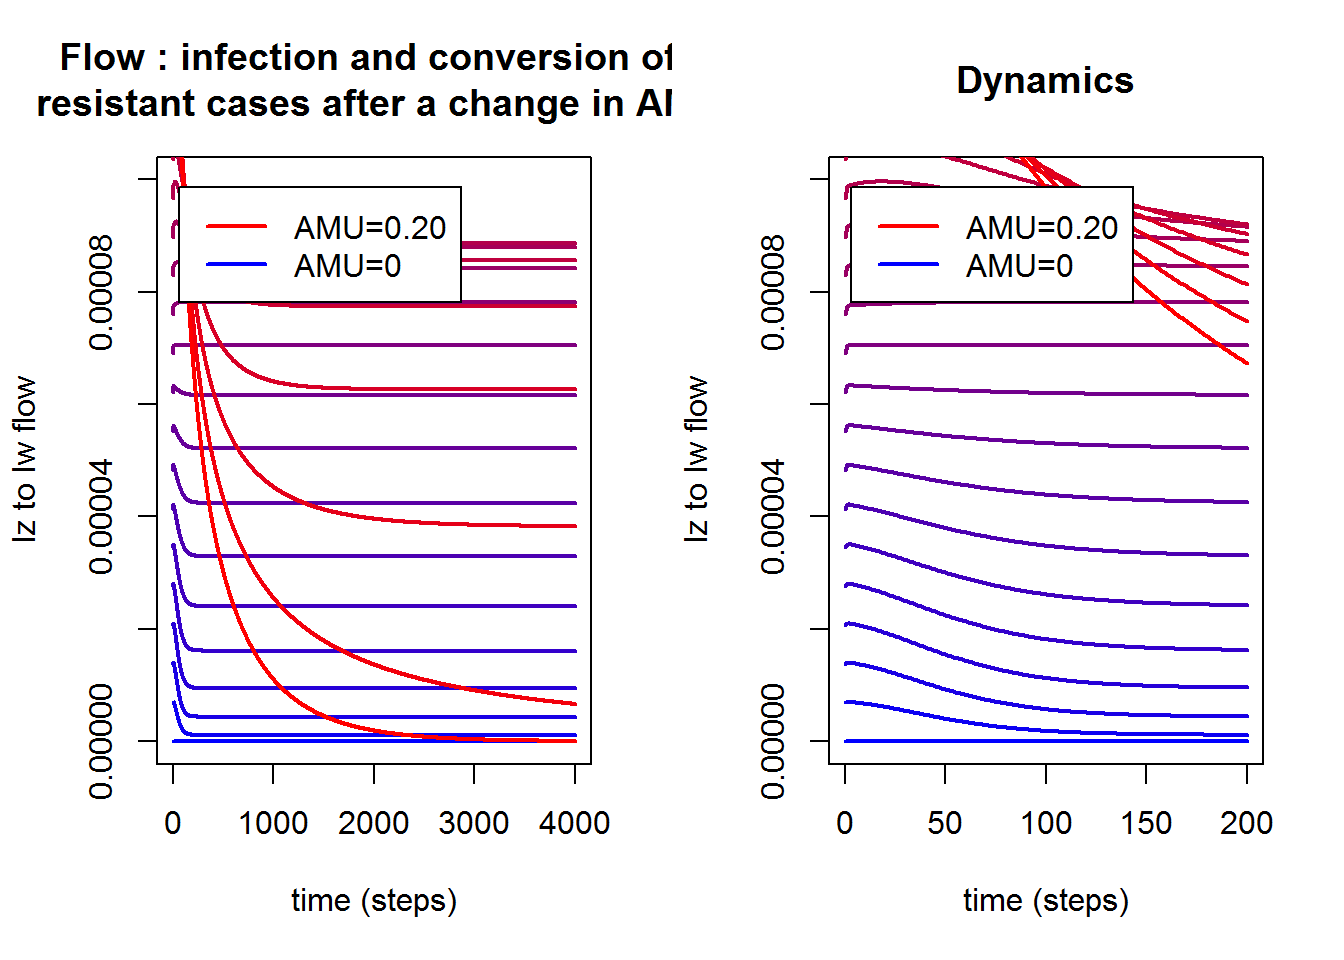 Flow : infection and conversion of
resistant cases after a change in A
Dynamics
AMU=0.20
AMU=0
AMU=0.20
AMU=0
Iz to Iw flow
0.00000
0.00004
0.00008
0
1000
2000
3000
4000
time (steps)
Iz to Iw flow
0.00000
0.00004
0.00008
0
50
100
150
200
time (steps)